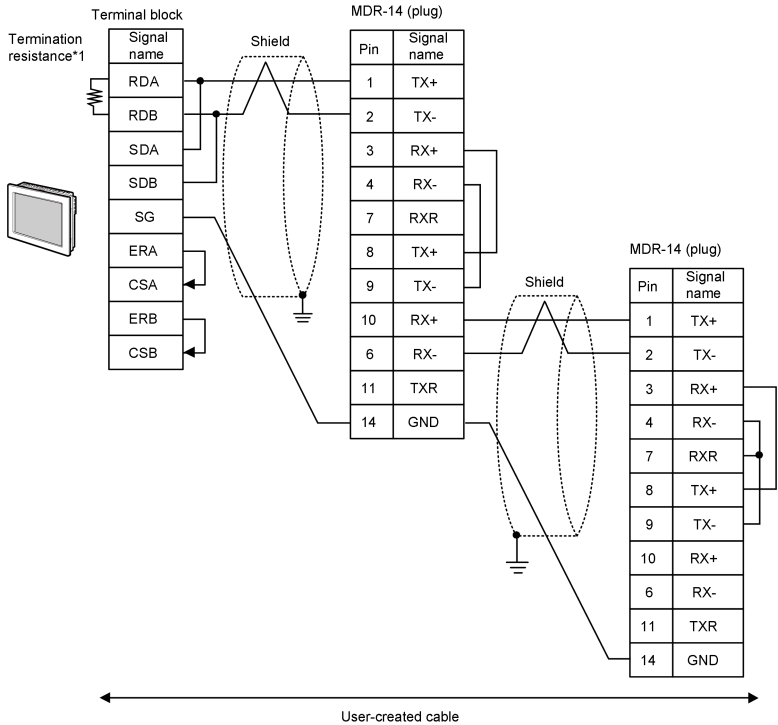 Terminal block
Termination
resistance*1
Signal
name
RDA
RDB
SDA
SDB
SG
ERA
CSA
ERB
CSB
Shield
MDR-14 (plug)
Pin Signal
name
1 TX+
2 TX-
3 RX+
4 RX-
7 RXR
8 TX+
9 TX-
10 RX+
6 RX-
11 TXR
14 GND
Shield
MDR-14 (plug)
Pin Signal
name
1 TX+
2 TX-
3 RX+
4 RX-
7 RXR
8 TX+
9 TX-
10 RX+
6 RX-
11 TXR
14 GND
User-created cable